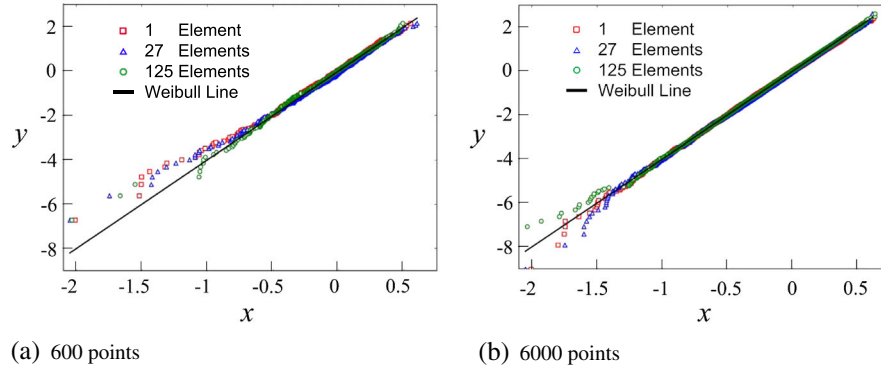 2
0
-2
-4
-6
-8
y
1 Element
27 Elements
125 Elements
Weibull Line
-2 -1.5 -1 -0.5 0 0.5
x
(a) 600 points
2
0
-2
-4
-6
-8
y
1 Element
27 Elements
125 Elements
Weibull Line
-2 -1.5 -1 -0.5 0 0.5
x
(b) 6000 points